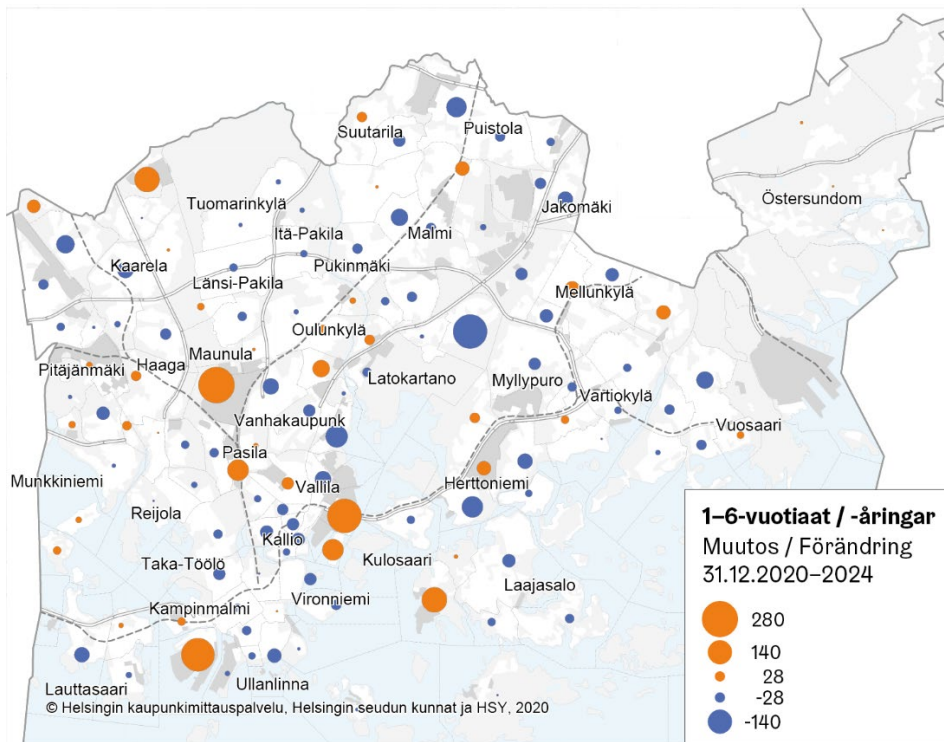 Suutarila
Puistola
Östersundom
Tuomarinkylä
Jakomäki
Itä-Pakila
Malmi
Kaarela
Pukinmäki
Länsi-Pakila
Mellunkylä
Oulunkylä
Maunula
Pitäjänmäki
Haaga
Latokartano
Myllypuro
Vartiokylä
Vanhakaupunk
Vuosaari
Pasila
Munkkiniemi
Vallila
Herttoniemi
Reijola
Kallio
Taka-Töölö
Kulosaari
Laajasalo
Vironniemi
Kampinmalmi
Lauttasaari
Ullanlinna
© Helsingin kaupunkimittauspalvelu, Helsingin seudun kunnat ja HSY, 2020
1–6-vuotiaat / -åringar
Muutos / Förändring
31.12.2020–2024
280
140
28
-28
-140